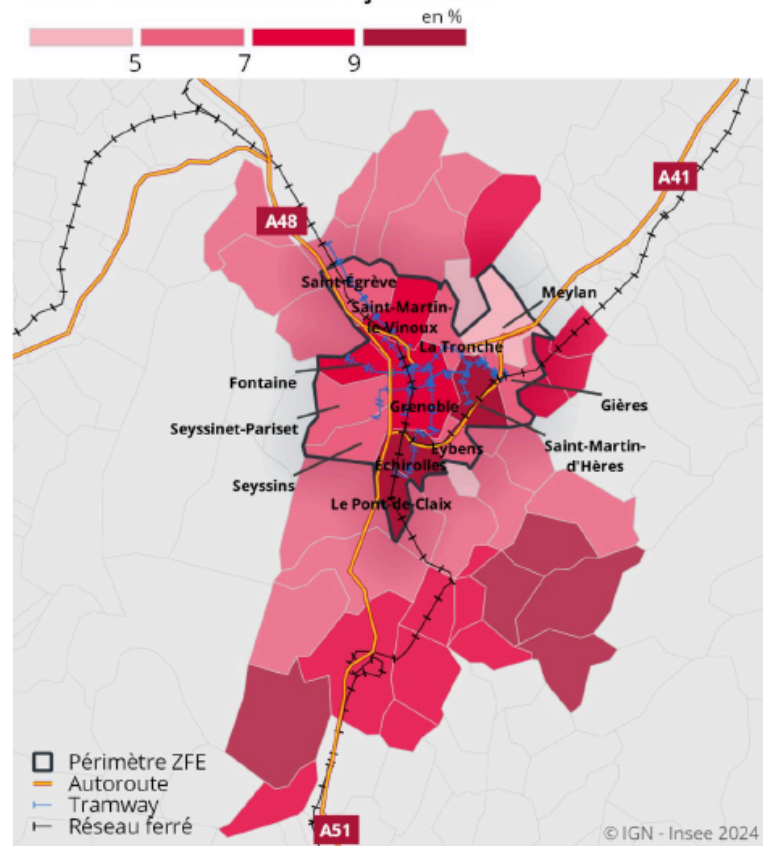 en %
5 7 9
A41
A48
Saint-Égrève
Meylan
Saint-Martin-
le-Vinoux
La Tronche
Fontaine
Grenoble
Gières
Seyssinet-Pariset
Eybens
Saint-Martin-
d'Hères
Échirolles
Seyssins
Le Pont-de-Claix
Périmètre ZFE
Autoroute
Tramway
Réseau ferré
A51
© IGN - Insee 2024